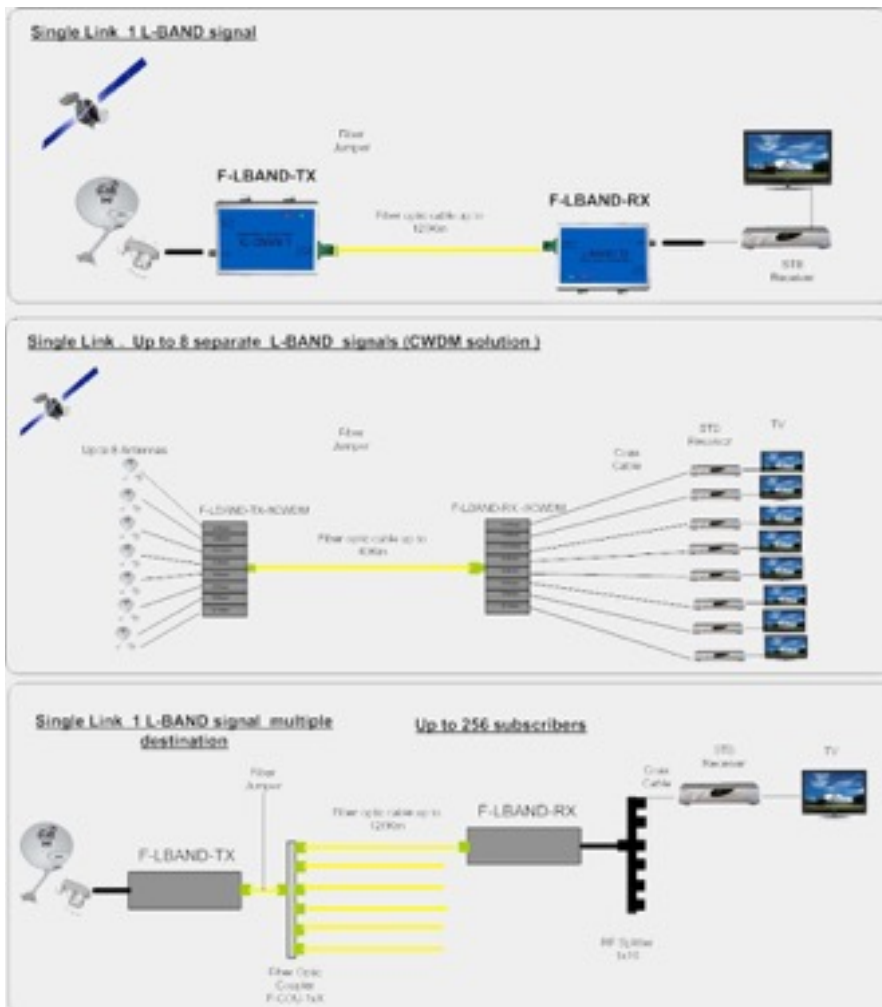 Single Link 1 L-BAND signal
Fiber
Jumper
F-LBAND-TX
F-LBAND-RX
Fiber optic cable up to
STB
Receiver
Single Link . Up to 8 separate L-BAND signals (CWDM solution )
Up to 8 Antennas
Fiber
Jumper
STB
Receiver
TV
Coax
Cable
Fiber optic cable up to
Single Link 1 L-BAND signal multiple
destination
Up to 256 subscribers
Fiber
Jumper
Fiber optic cable up to
F-LBAND-RX
Coax
Cable
STB
Receiver
TV
F-LBAND-TX
RF Splitter
Fiber Optic
Coupler